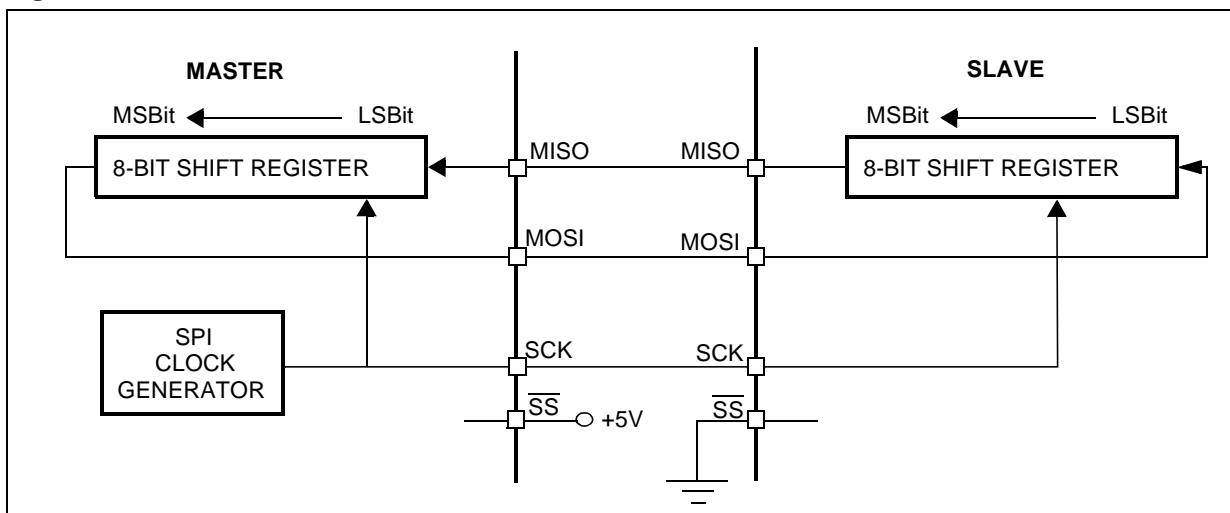 MASTER
SLAVE
MSBit LSBit
MSBit LSBit
8-BIT SHIFT REGISTER
8-BIT SHIFT REGISTER
MISO MISO
MOSI MOSI
SPI
CLOCK
GENERATOR
SCK SCK
SS +5V
SS